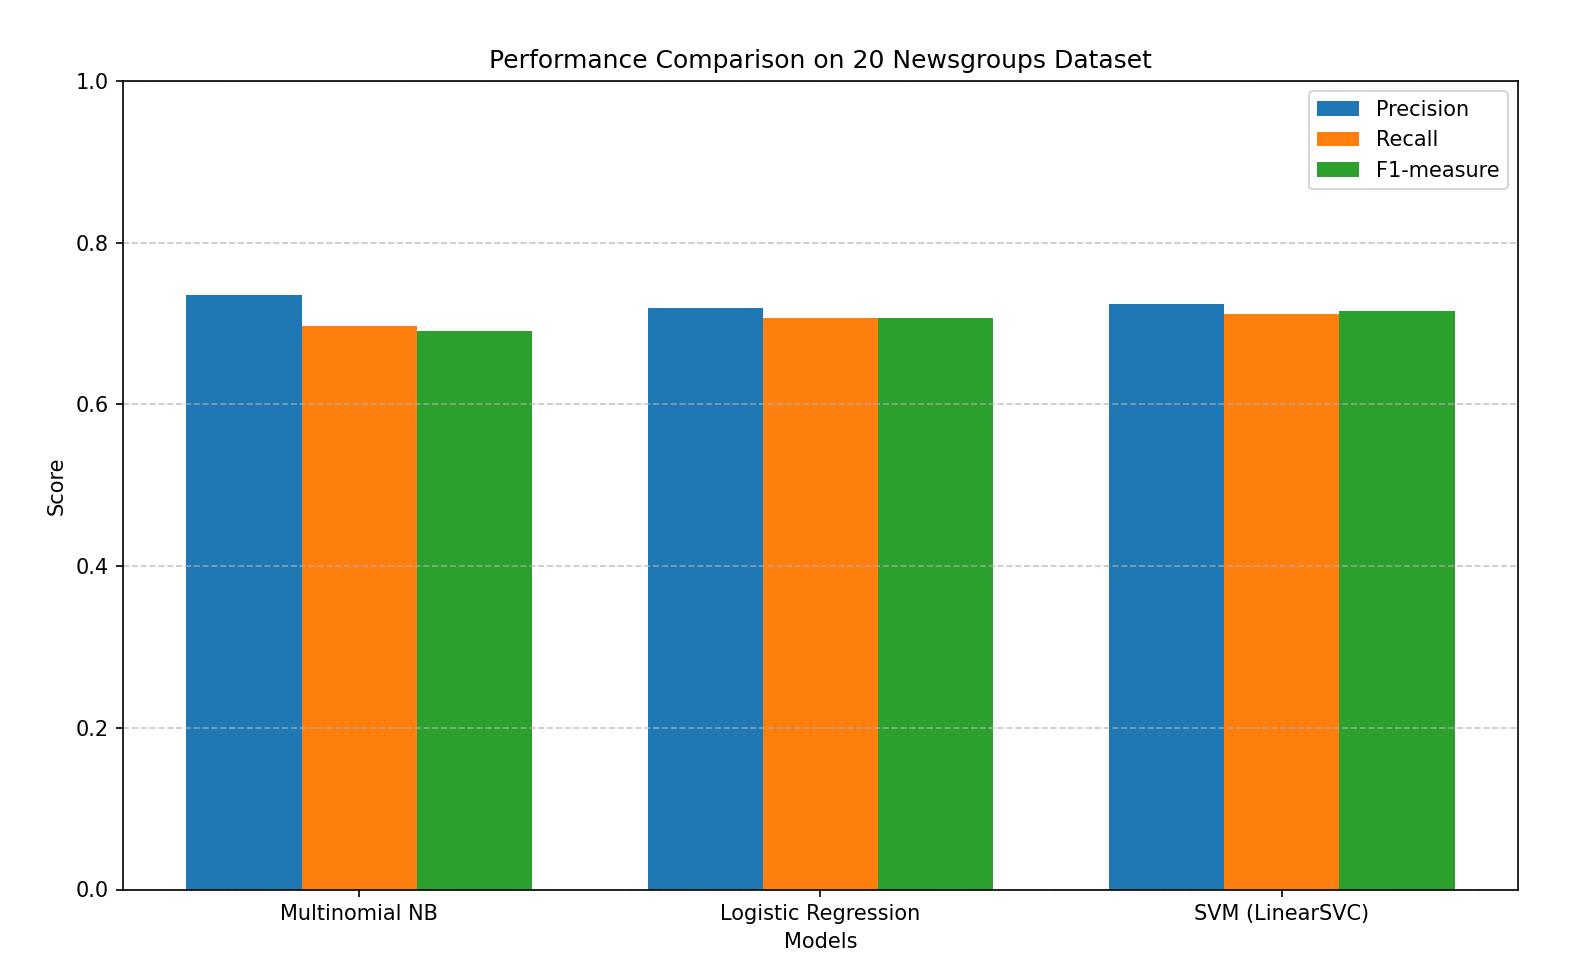 Performance Comparison on 20 Newsgroups Dataset
1.0
0.8
0.6
0.4
0.2
0.0
Score
Precision
Recall
F1-measure
Multinomial NB
Logistic Regression
SVM (LinearSVC)
Models